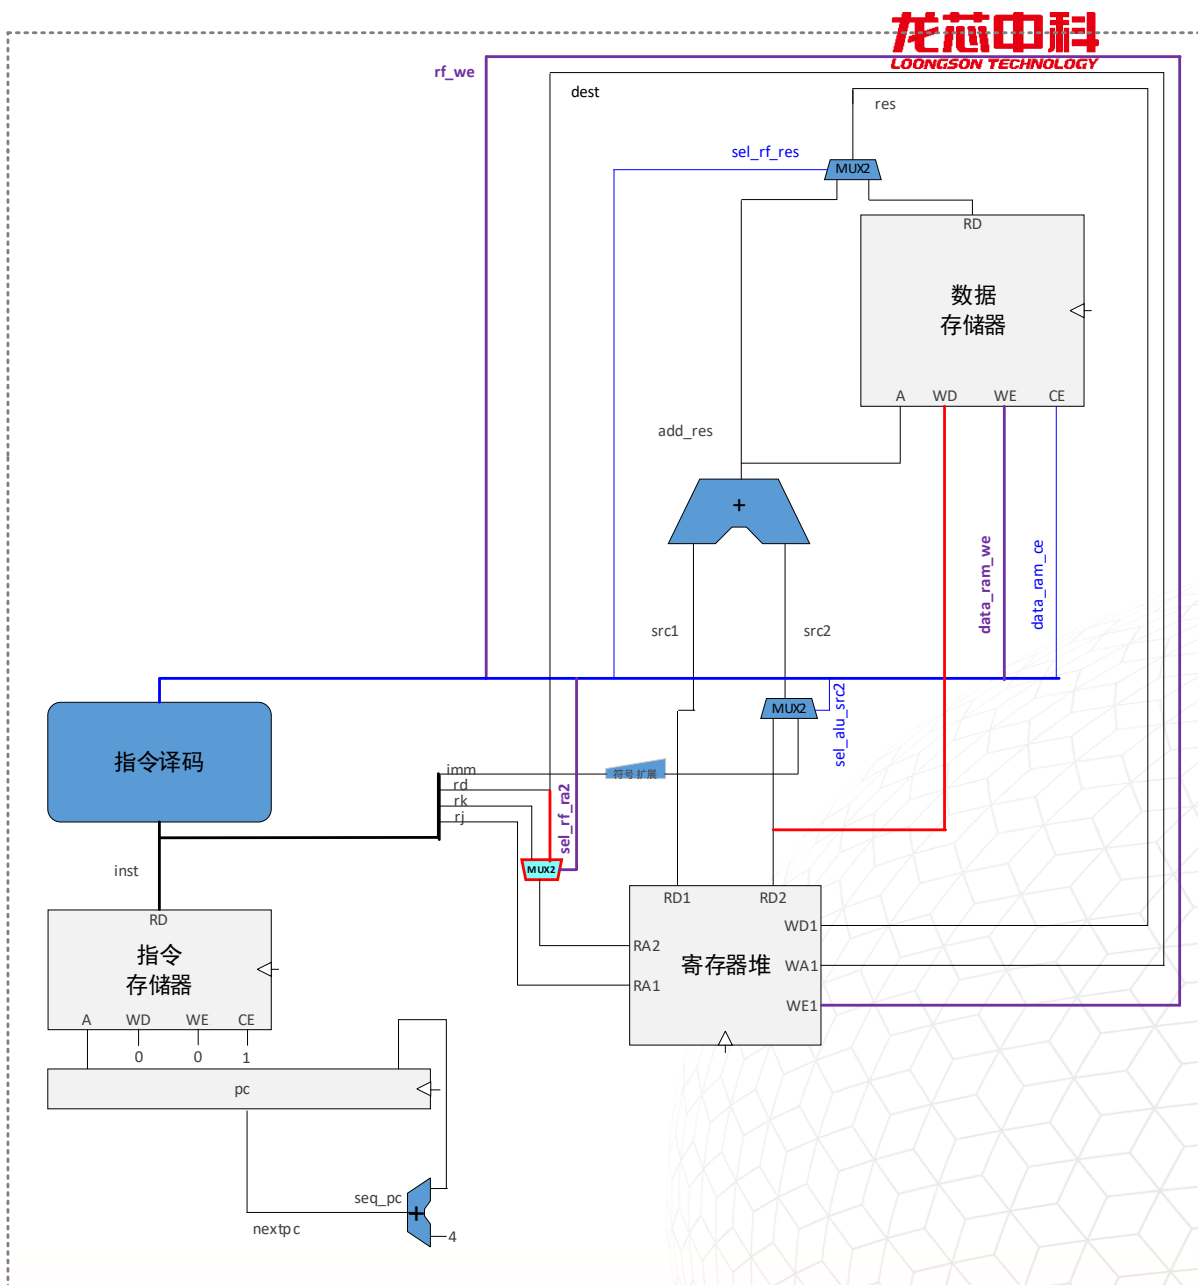 龙芯中科
LOONGSON TECHNOLOGY
rf_we
dest
res
sel_rf_res
MUX2
RD
数据
存储器
A WD WE CE
add_res
+
data_ram_we
data_ram_ce
src1
src2
指令译码
MUX2
sel_alu_src2
imm
符号扩展
rd
rk
rj
sel_rf_ra2
MUX2
inst
RD
指令
存储器
A WD WE CE
0 0 1
RD1 RD2
WD1
RA2
寄存器堆
WA1
RA1
WE1
pc
seq_pc
+
nextpc
4